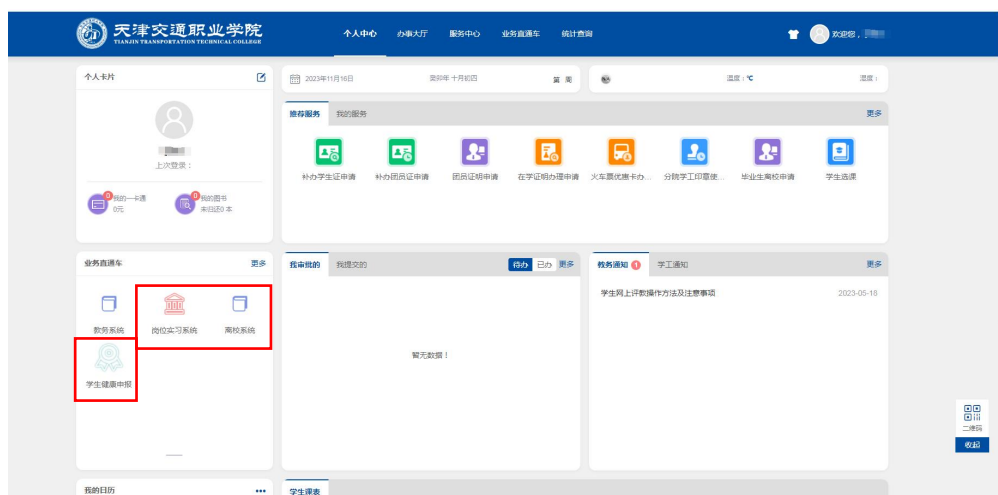 天津交通职业学院
TIANJIN TRANSPORTATION TECHNICAL COLLEGE
个人中心 办事大厅 服务中心 业务直通车 统计查询
欢迎您，
个人卡片
上次登录：
0 我的一卡通
0元
0 我的图书
未归还0 本
2023年11月16日 癸卯年 十月初四 第 周
温度：℃ 湿度：
推荐服务 我的服务 更多
补办学生证申请 补办团员证申请 团员证明申请 在学证明办理申请 火车票优惠卡办... 分院学工印章使... 毕业生离校申请 学生选课
业务直通车 更多
教务系统 岗位实习系统 离校系统
学生健康申报
我审批的 我提交的 待办 已办 更多
暂无数据！
教务通知 1 学工通知 更多
学生网上评教操作方法及注意事项 2023-05-18
二维码
收起
我的日历 •••
学生课表